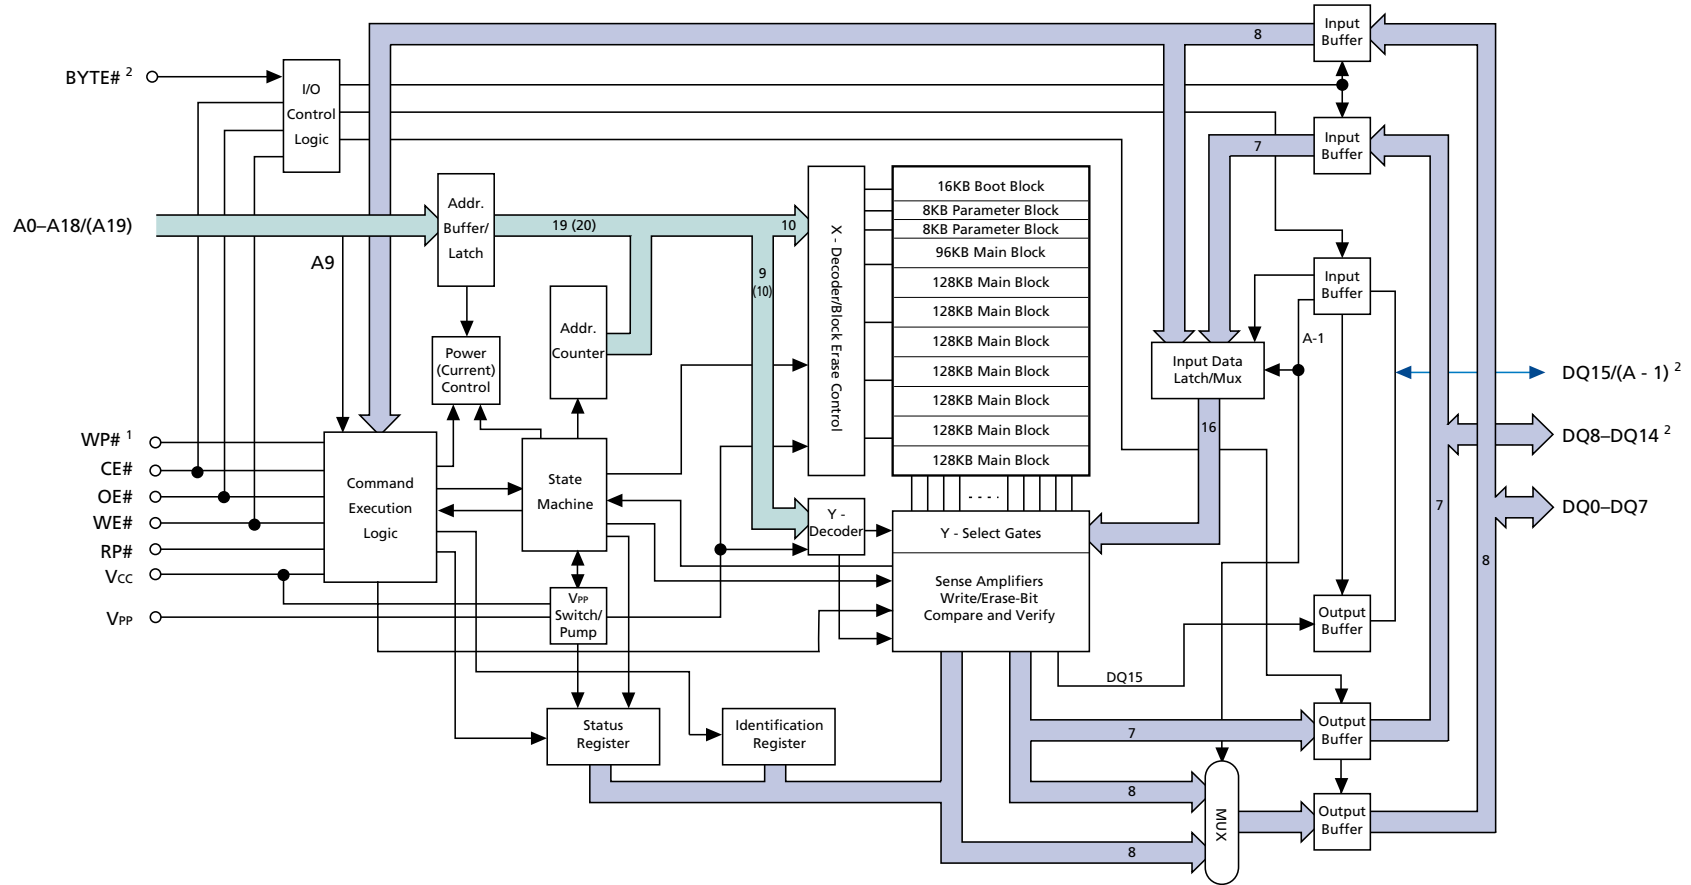 Input
Buffer
8
BYTE# 2
I/O
Control
Logic
Input
Buffer
7
16KB Boot Block
8KB Parameter Block
8KB Parameter Block
96KB Main Block
128KB Main Block
128KB Main Block
128KB Main Block
128KB Main Block
128KB Main Block
128KB Main Block
128KB Main Block
A0–A18/(A19)
Addr.
Buffer/
Latch
19 (20)
10
X - Decoder/Block Erase Control
A9
9
(10)
Input
Buffer
Addr.
Counter
A-1
Power
(Current)
Control
Input Data
Latch/Mux
DQ15/(A - 1) 2
16
DQ8–DQ14 2
WP# 1
CE#
OE#
WE#
RP#
VCC
VPP
Command
Execution
Logic
State
Machine
7
DQ0–DQ7
Y -
Decoder
Y - Select Gates
8
Sense Amplifiers
Write/Erase-Bit
Compare and Verify
VPP
Switch/
Pump
Output
Buffer
DQ15
Status
Register
Identification
Register
7
Output
Buffer
8
MUX
Output
Buffer
8